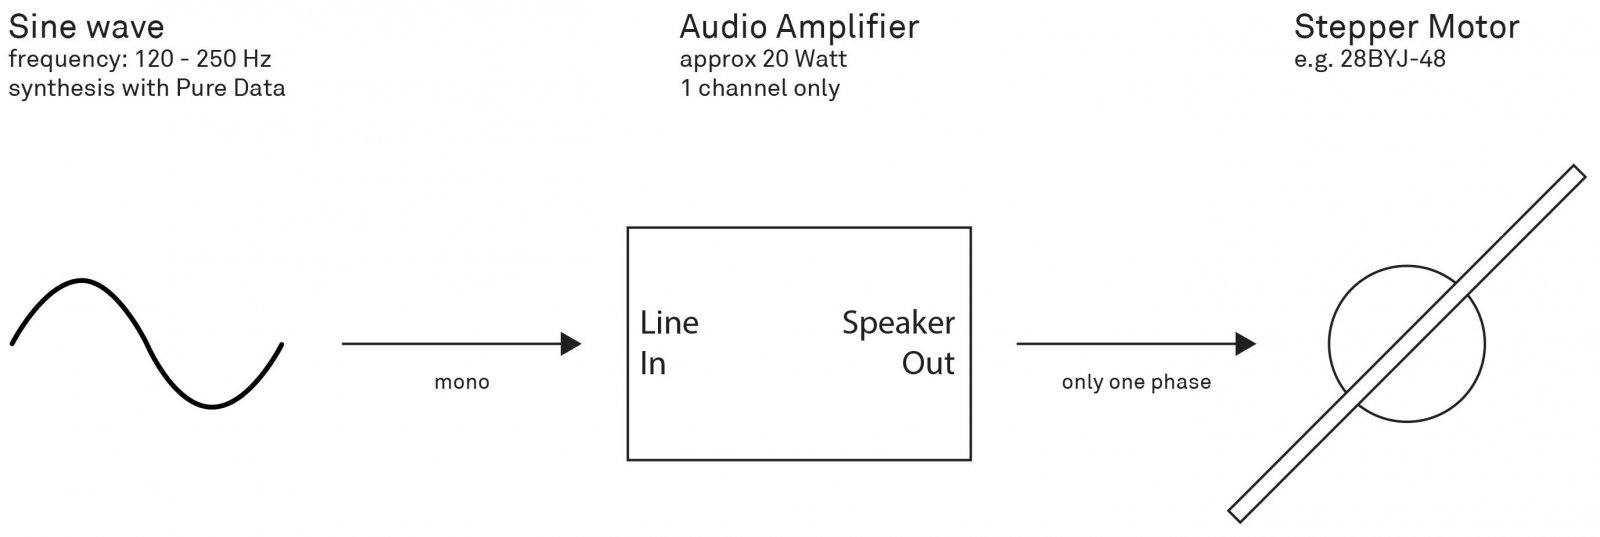 Sine wave
frequency: 120 - 250 Hz
synthesis with Pure Data
Audio Amplifier
approx 20 Watt
1 channel only
Stepper Motor
e.g. 28BYJ-48
mono
Line
In
Speaker
Out
only one phase